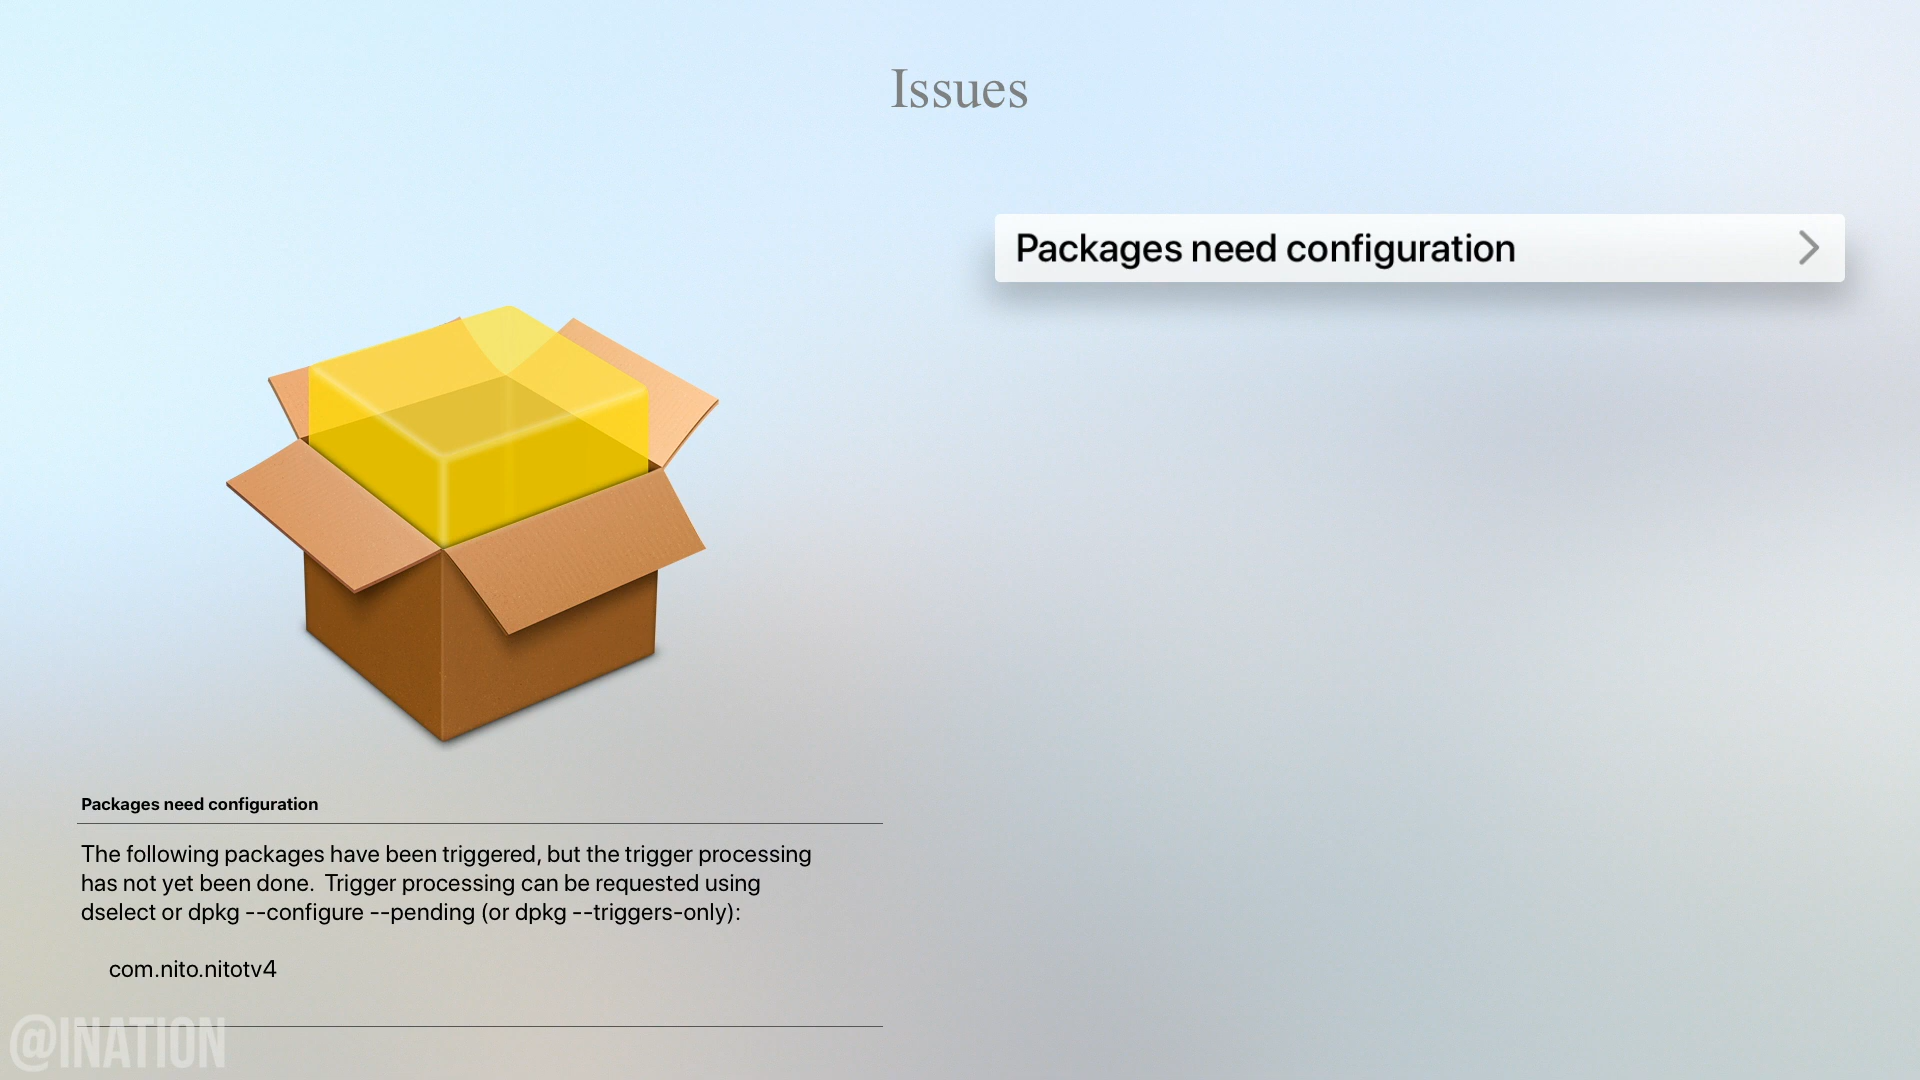 Issues
Packages need configuration
Packages need configuration
The following packages have been triggered, but the trigger processing
has not yet been done.  Trigger processing can be requested using
dselect or dpkg --configure --pending (or dpkg --triggers-only):
com.nito.nitotv4
@INATION